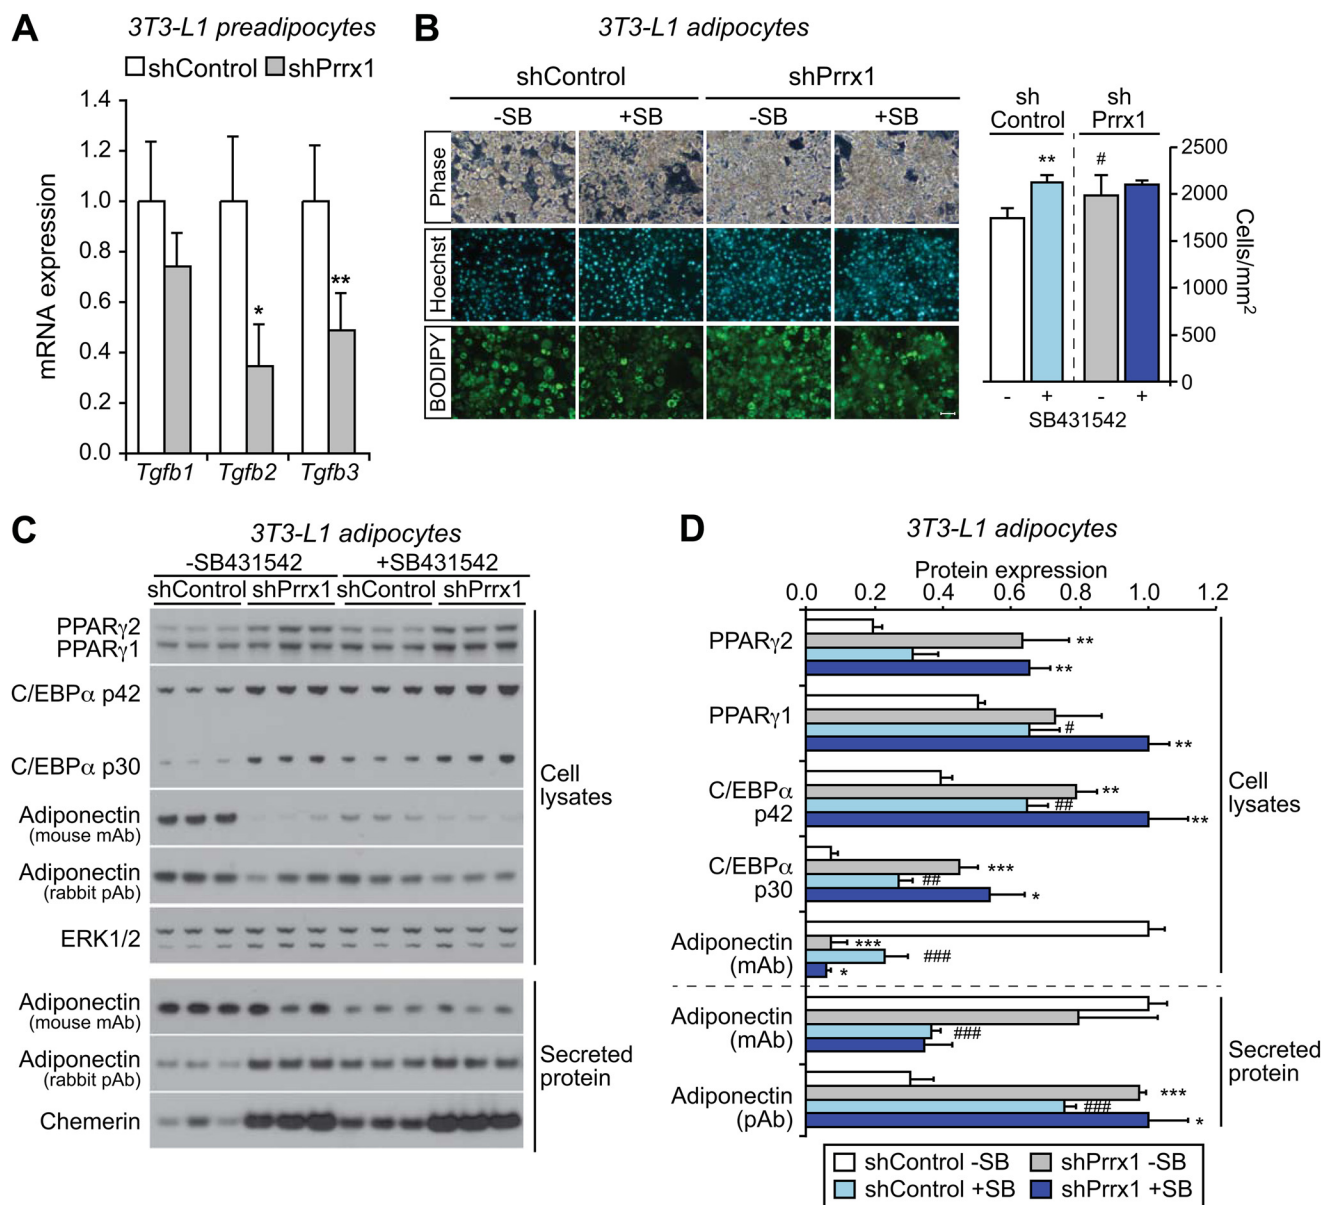 A
3T3-L1 preadipocytes
shControl shPrrx1
mRNA expression
1.4
1.2
1.0
0.8
0.6
0.4
0.2
0.0
*
**
Tgfb1 Tgfb2 Tgfb3
B
3T3-L1 adipocytes
shControl shPrrx1
-SB +SB -SB +SB
Phase
Hoechst
BODIPY
sh Control
sh Prrx1
** #
2500
2000
1500
1000
500
0
Cells/mm2
- + - +
SB431542
C
3T3-L1 adipocytes
-SB431542 +SB431542
shControl shPrrx1 shControl shPrrx1
PPARγ2
PPARγ1
C/EBPα p42
C/EBPα p30
Adiponectin
(mouse mAb)
Adiponectin
(rabbit pAb)
ERK1/2
Cell
lysates
Adiponectin
(mouse mAb)
Adiponectin
(rabbit pAb)
Chemerin
Secreted
protein
D
3T3-L1 adipocytes
Protein expression
0.0 0.2 0.4 0.6 0.8 1.0 1.2
PPARγ2
**
**
PPARγ1
#
**
C/EBPα
p42
**
##
**
C/EBPα
p30
***
##
*
Adiponectin
(mAb)
***
###
*
Cell
lysates
Adiponectin
(mAb)
###
Adiponectin
(pAb)
***
###
*
Secreted
protein
shControl -SB shPrrx1 -SB
shControl +SB shPrrx1 +SB